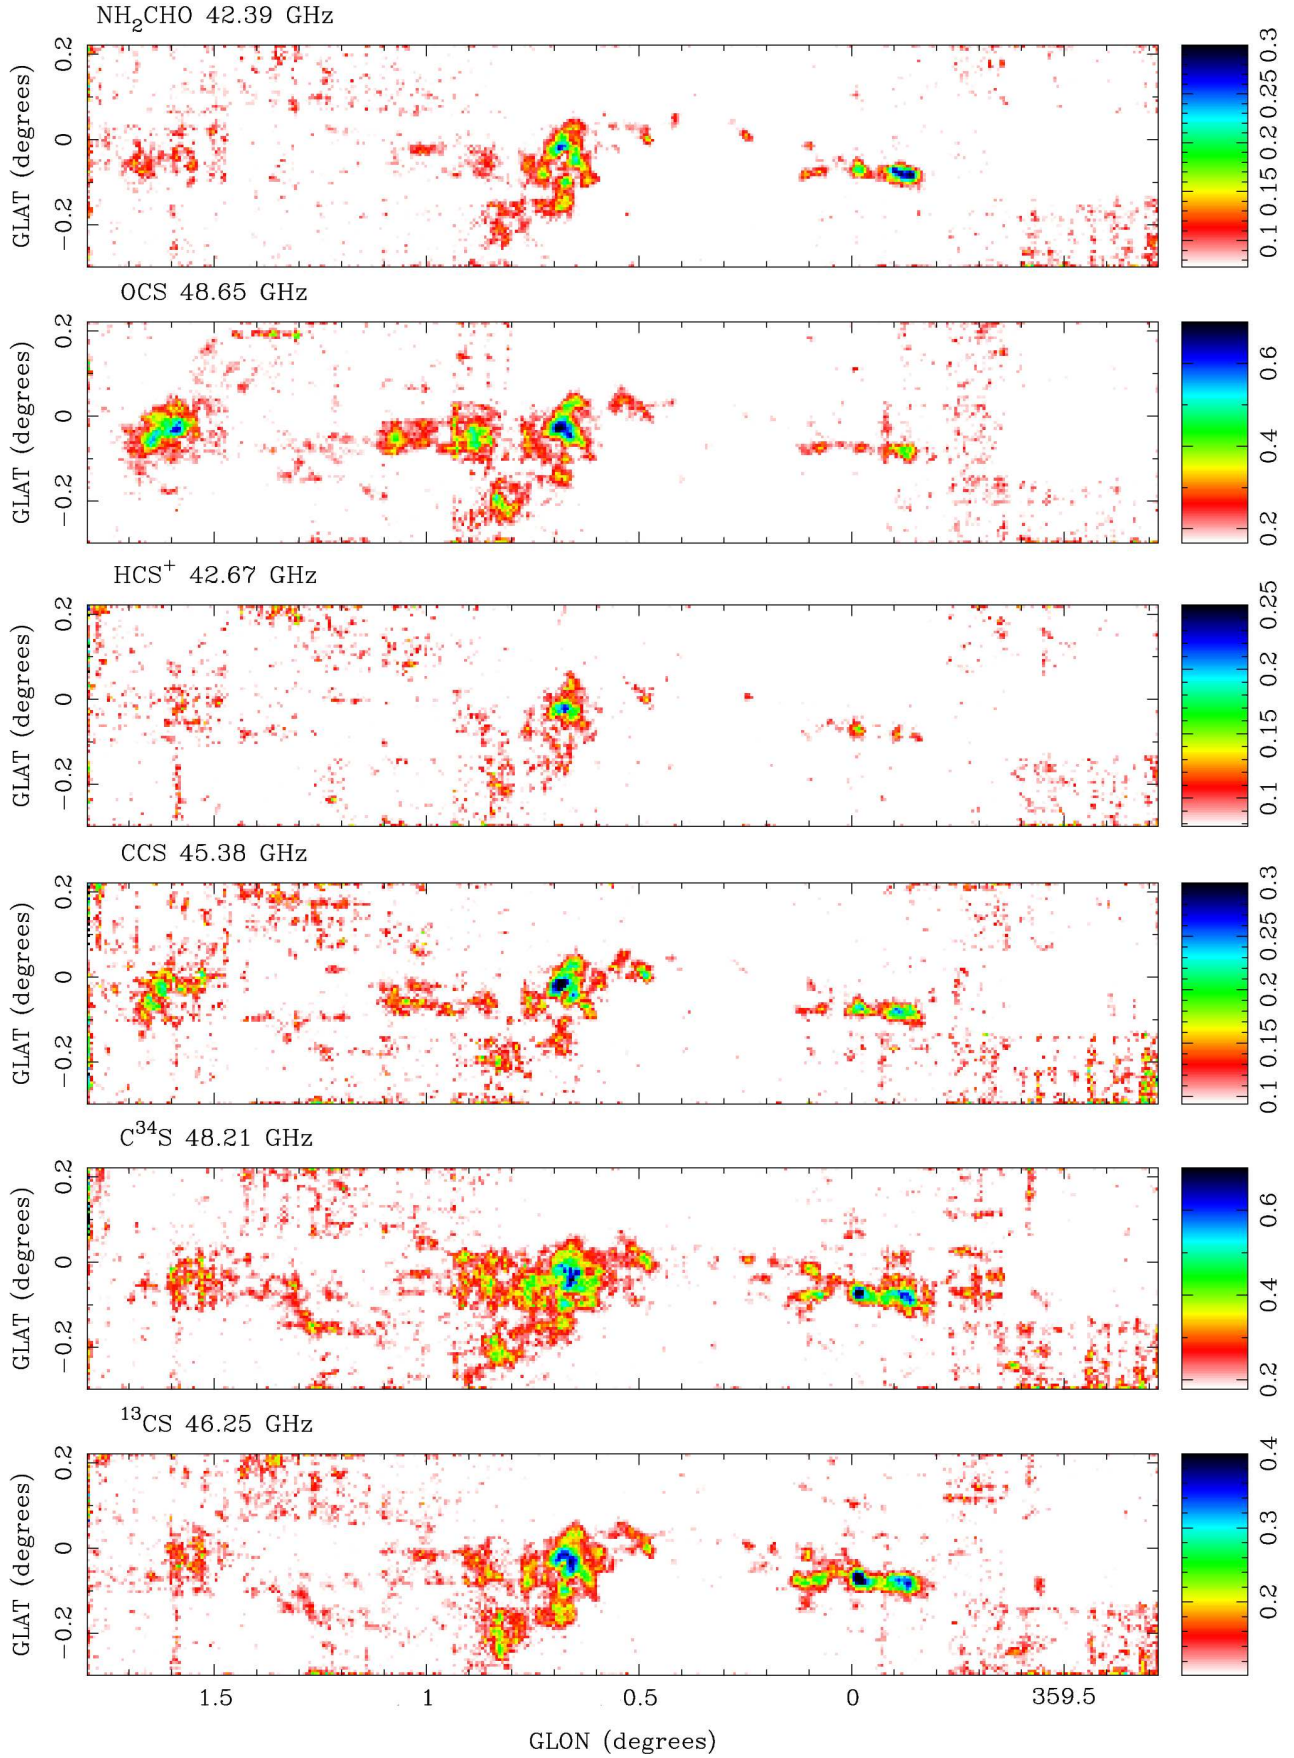 NH₂CHO 42.39 GHz
GLAT (degrees)
0.2
0
−0.2
0.1 0.15 0.2 0.25 0.3
OCS 48.65 GHz
GLAT (degrees)
0.2
0
−0.2
0.2 0.4 0.6
HCS⁺ 42.67 GHz
GLAT (degrees)
0.2
0
−0.2
0.1 0.15 0.2 0.25
CCS 45.38 GHz
GLAT (degrees)
0.2
0
−0.2
0.1 0.15 0.2 0.25 0.3
C³⁴S 48.21 GHz
GLAT (degrees)
0.2
0
−0.2
0.2 0.4 0.6
¹³CS 46.25 GHz
GLAT (degrees)
0.2
0
−0.2
0.2 0.3 0.4
1.5 1 0.5 0 359.5
GLON (degrees)